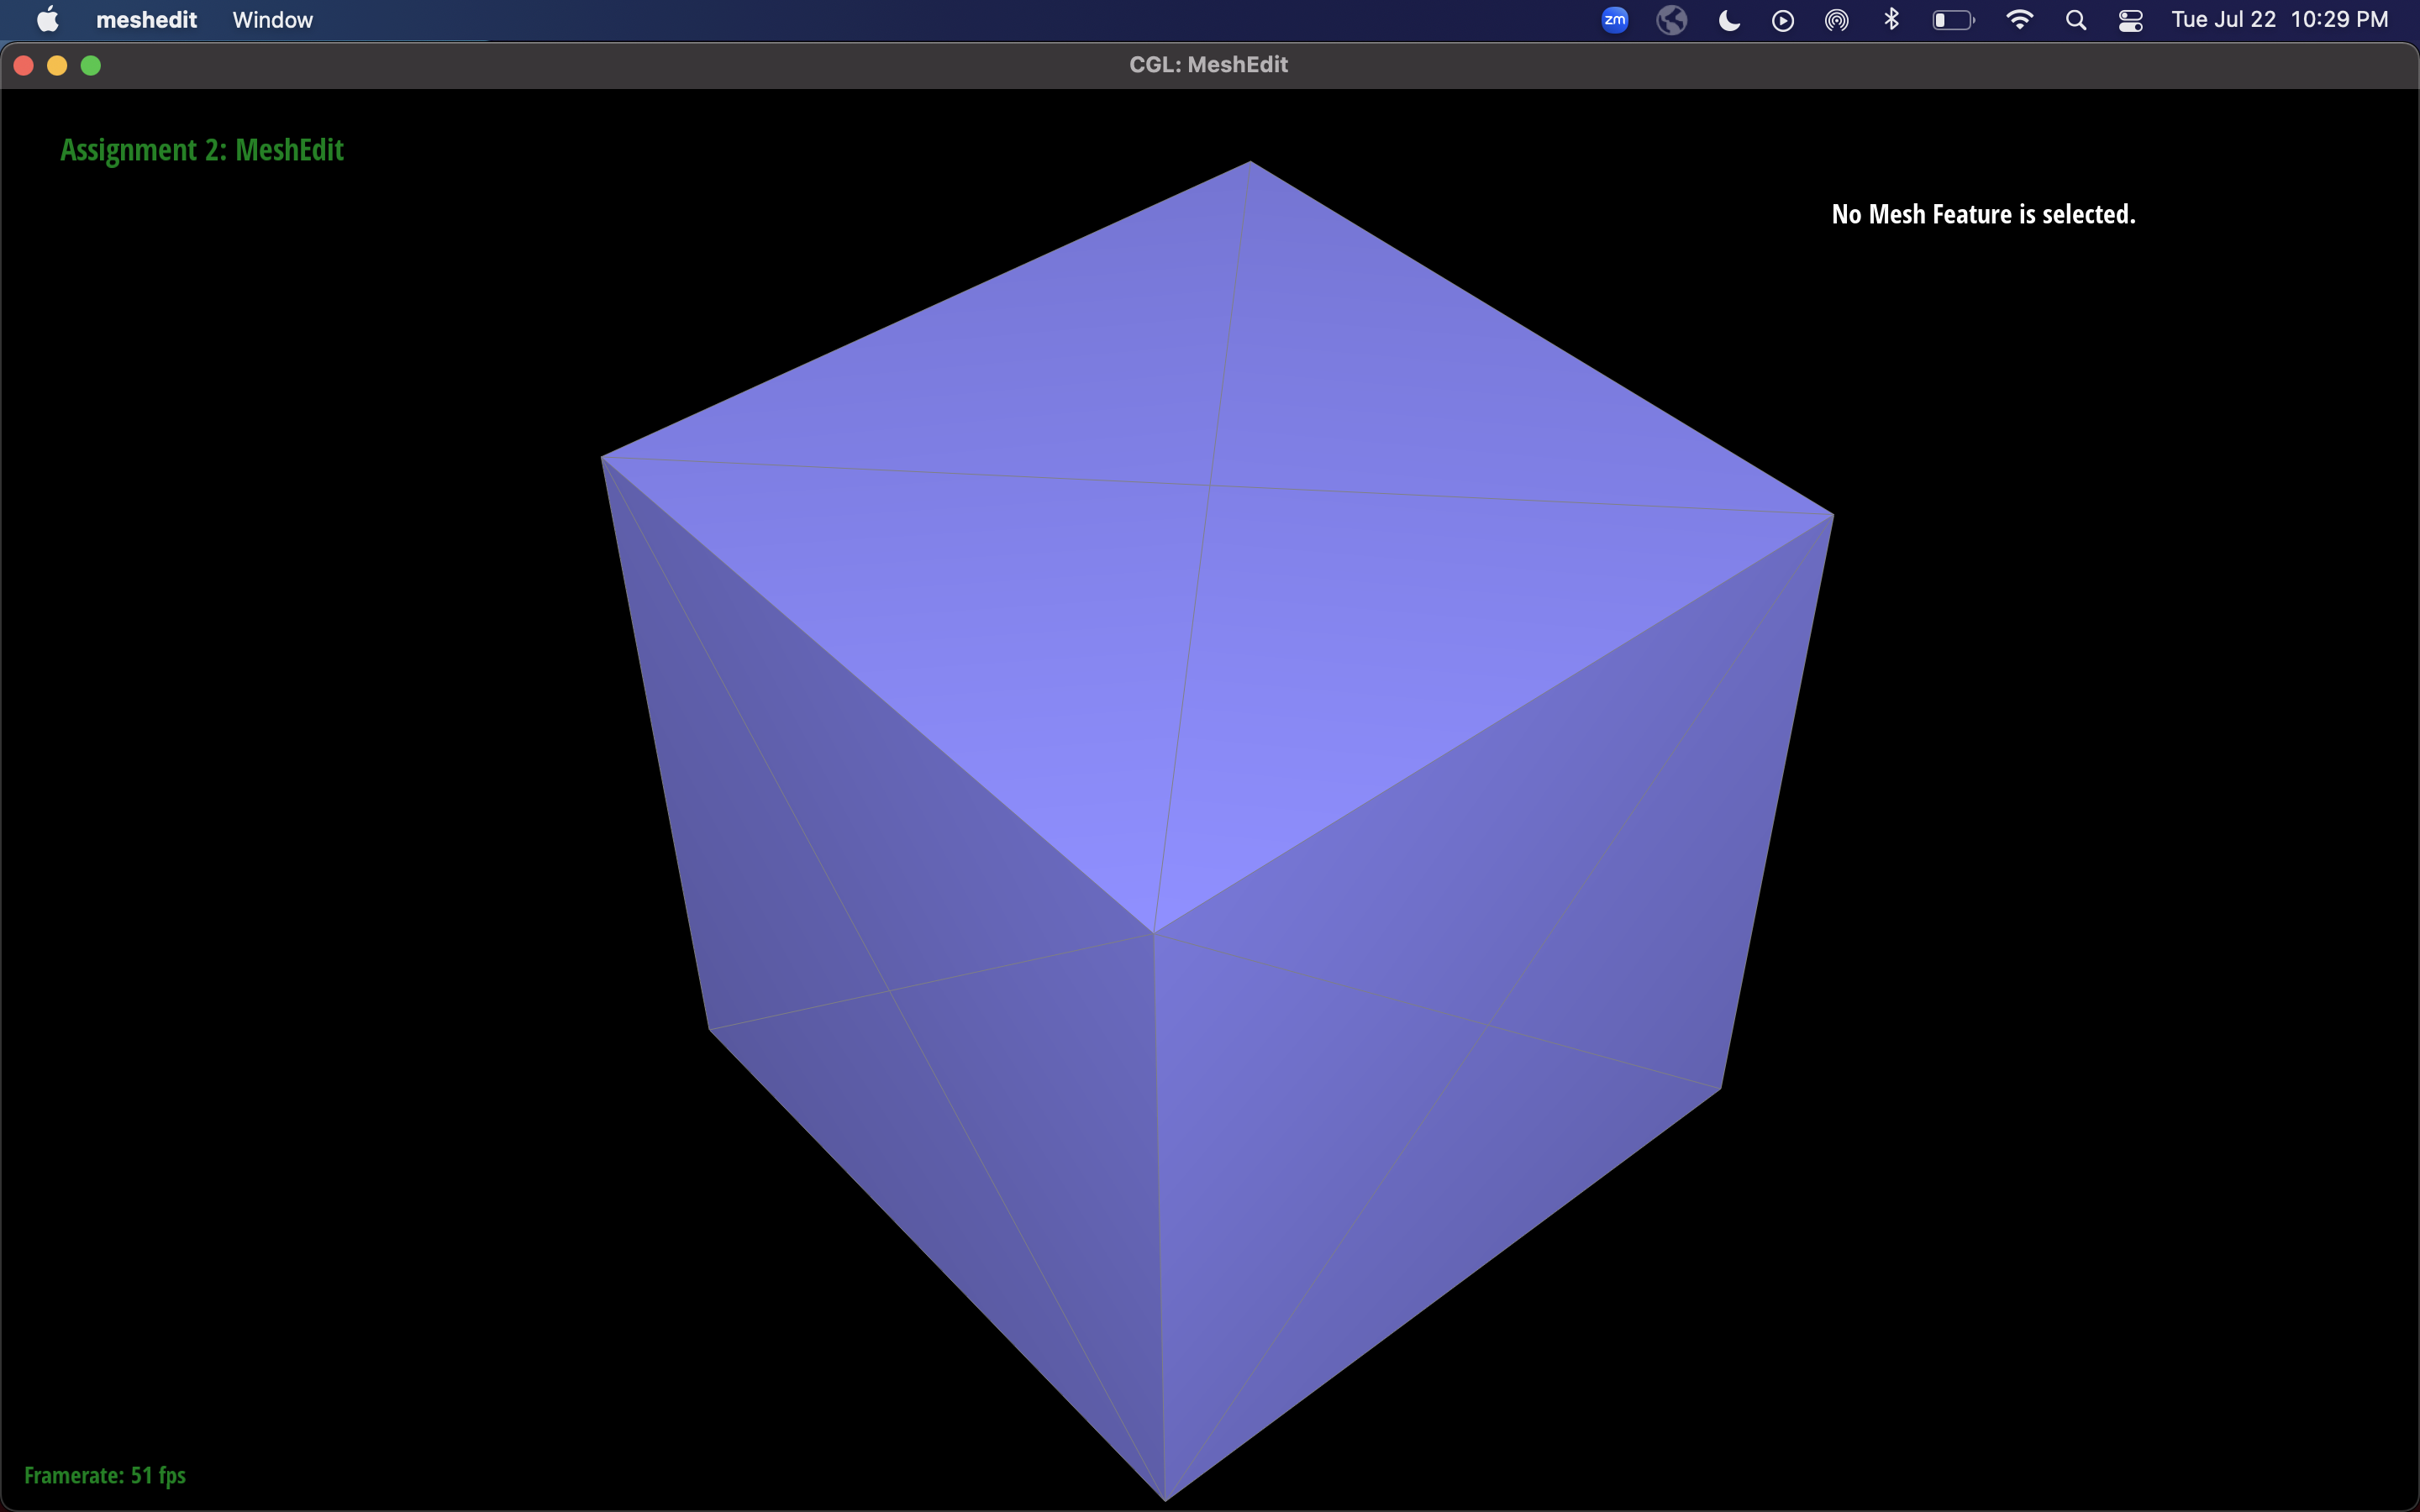 meshedit Window zm Tue Jul 22 10:29 PM
CGL: MeshEdit
Assignment 2: MeshEdit
No Mesh Feature is selected.
Framerate: 51 fps